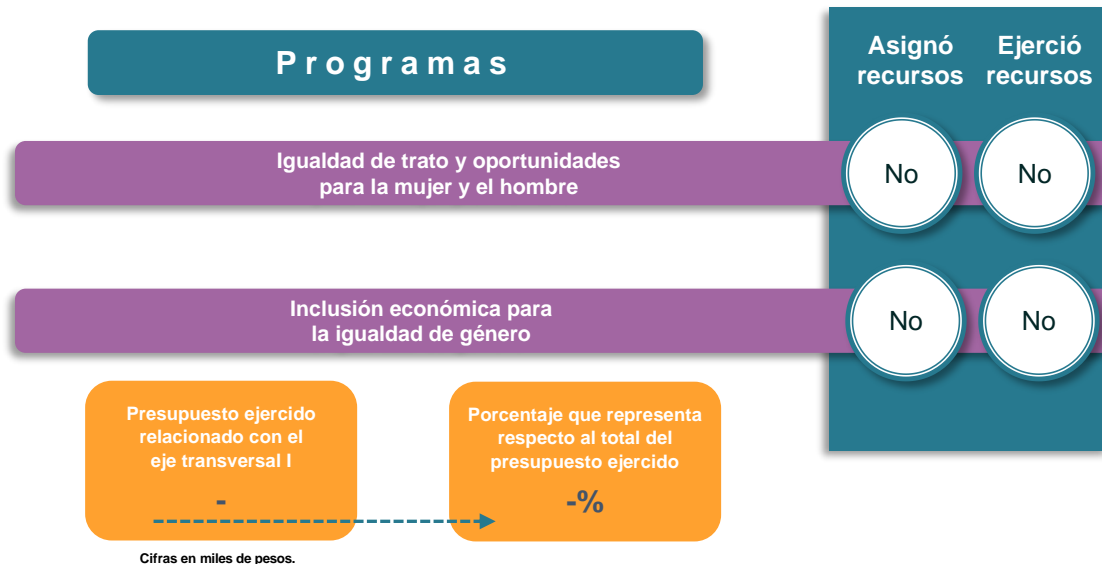 Programas
Asignó
recursos
Ejerció
recursos
Igualdad de trato y oportunidades
para la mujer y el hombre
No
No
Inclusión económica para
la igualdad de género
No
No
Presupuesto ejercido
relacionado con el
eje transversal I
-
Porcentaje que representa
respecto al total del
presupuesto ejercido
-%
Cifras en miles de pesos.